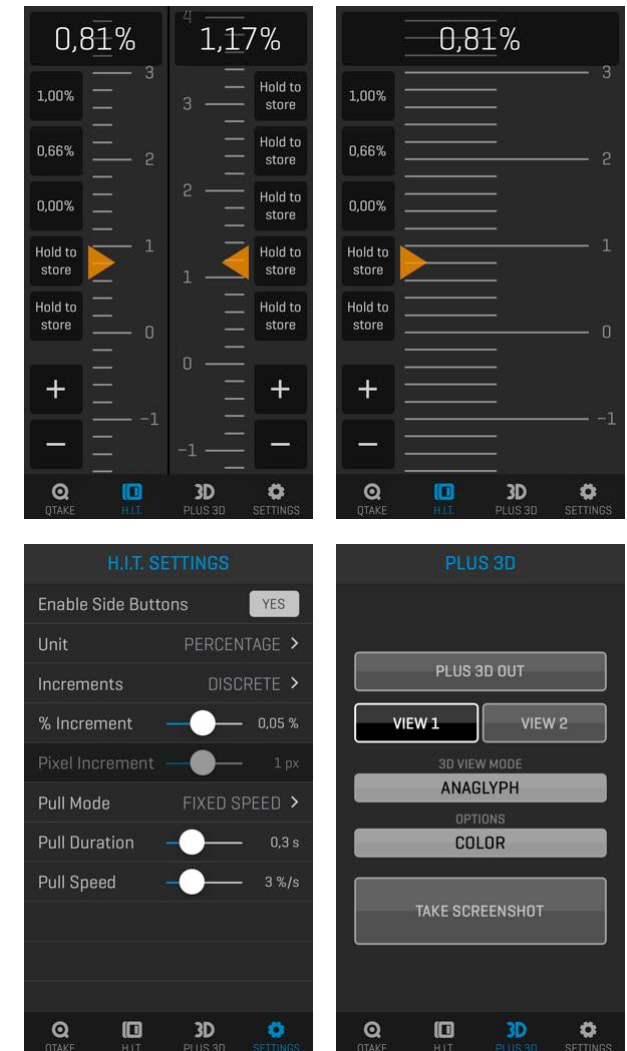 0,81%
1,17%
4
3
3
2
2
1
1
0
0
-1
-1
1,00%
0,66%
0,00%
Hold to
store
Hold to
store
+
−
Hold to
store
Hold to
store
Hold to
store
Hold to
store
Hold to
store
+
−
QTAKE H.I.T. PLUS 3D SETTINGS
0,81%
3
2
1
0
-1
1,00%
0,66%
0,00%
Hold to
store
Hold to
store
+
−
QTAKE H.I.T. PLUS 3D SETTINGS
H.I.T. SETTINGS
Enable Side Buttons YES
Unit PERCENTAGE >
Increments DISCRETE >
% Increment 0,05 %
Pixel Increment 1 px
Pull Mode FIXED SPEED >
Pull Duration 0,3 s
Pull Speed 3 %/s
QTAKE H.I.T. PLUS 3D SETTINGS
PLUS 3D
PLUS 3D OUT
VIEW 1 VIEW 2
3D VIEW MODE
ANAGLYPH
OPTIONS
COLOR
TAKE SCREENSHOT
QTAKE H.I.T. PLUS 3D SETTINGS